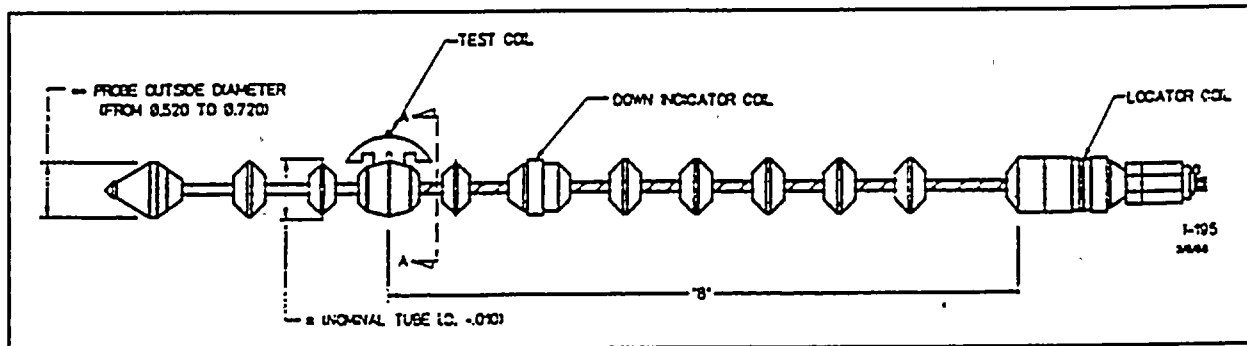 TEST COIL
∞ PROBE OUTSIDE DIAMETER
(FROM 0.520 TO 0.720)
DOWN INDICATOR COIL
LOCATOR COIL
A
A
1-195
"B"
(NOMINAL TUBE I.D. -.010)